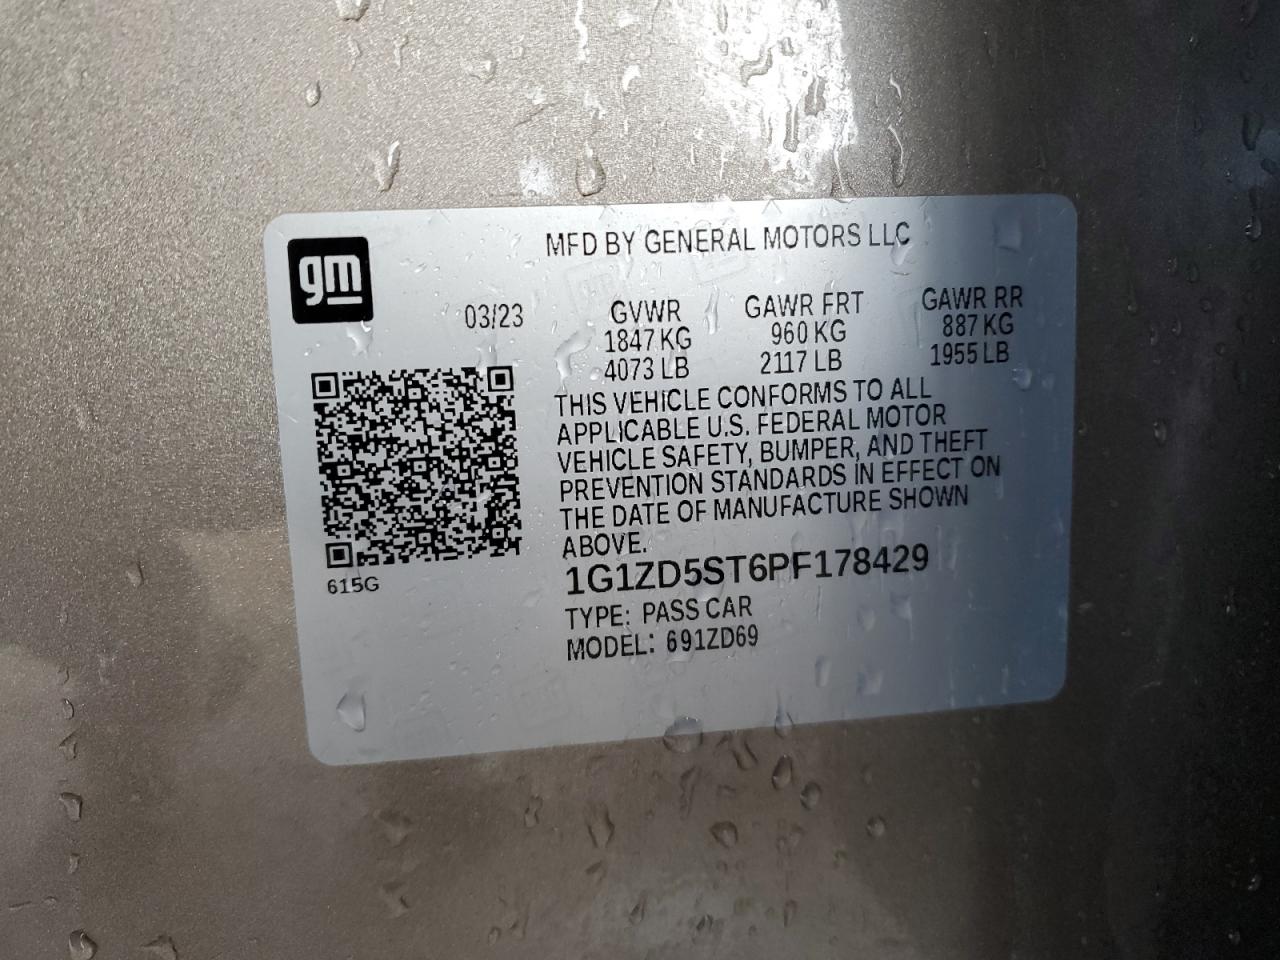 gm
MFD BY GENERAL MOTORS LLC
03/23
GVWR GAWR FRT GAWR RR
1847 KG 960 KG 887 KG
4073 LB 2117 LB 1955 LB
THIS VEHICLE CONFORMS TO ALL
APPLICABLE U.S. FEDERAL MOTOR
VEHICLE SAFETY, BUMPER, AND THEFT
PREVENTION STANDARDS IN EFFECT ON
THE DATE OF MANUFACTURE SHOWN
ABOVE.
615G
1G1ZD5ST6PF178429
TYPE: PASS CAR
MODEL: 691ZD69